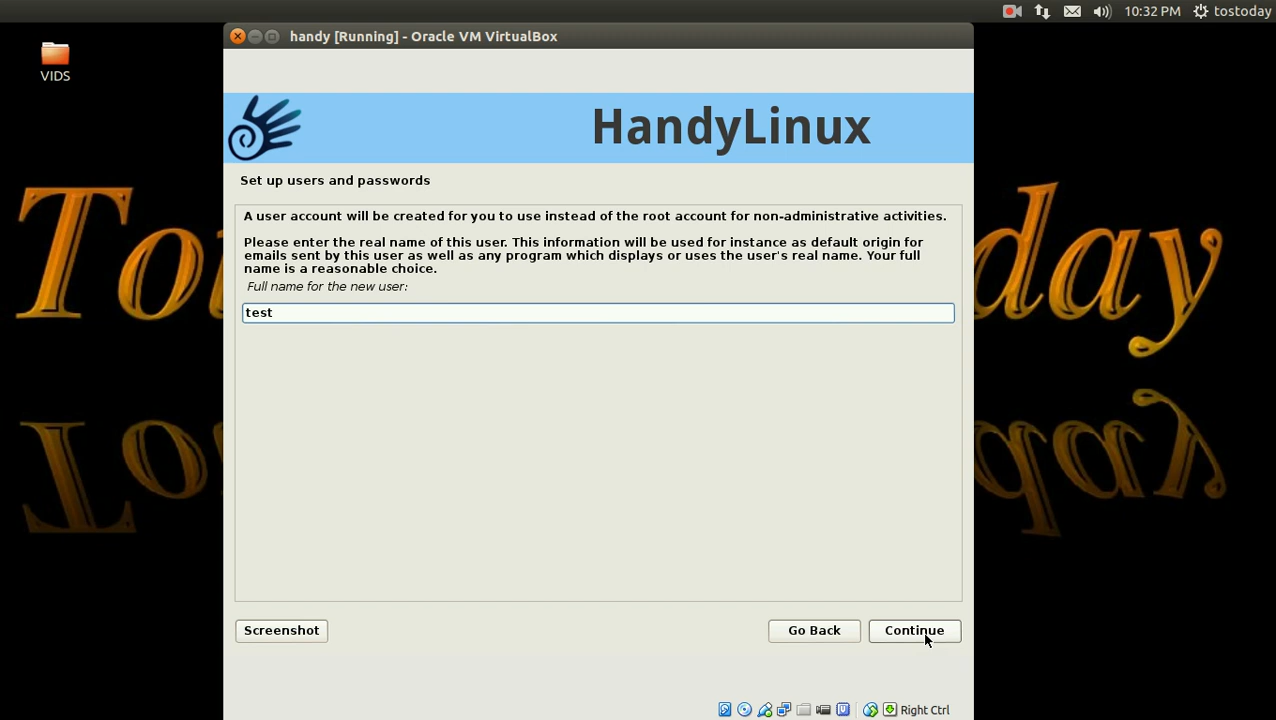 10:32 PM tostoday
handy [Running] - Oracle VM VirtualBox
VIDS
HandyLinux
Set up users and passwords
A user account will be created for you to use instead of the root account for non-administrative activities.
Please enter the real name of this user. This information will be used for instance as default origin for
emails sent by this user as well as any program which displays or uses the user's real name. Your full
name is a reasonable choice.
Full name for the new user:
test
Screenshot Go Back Continue
Right Ctrl